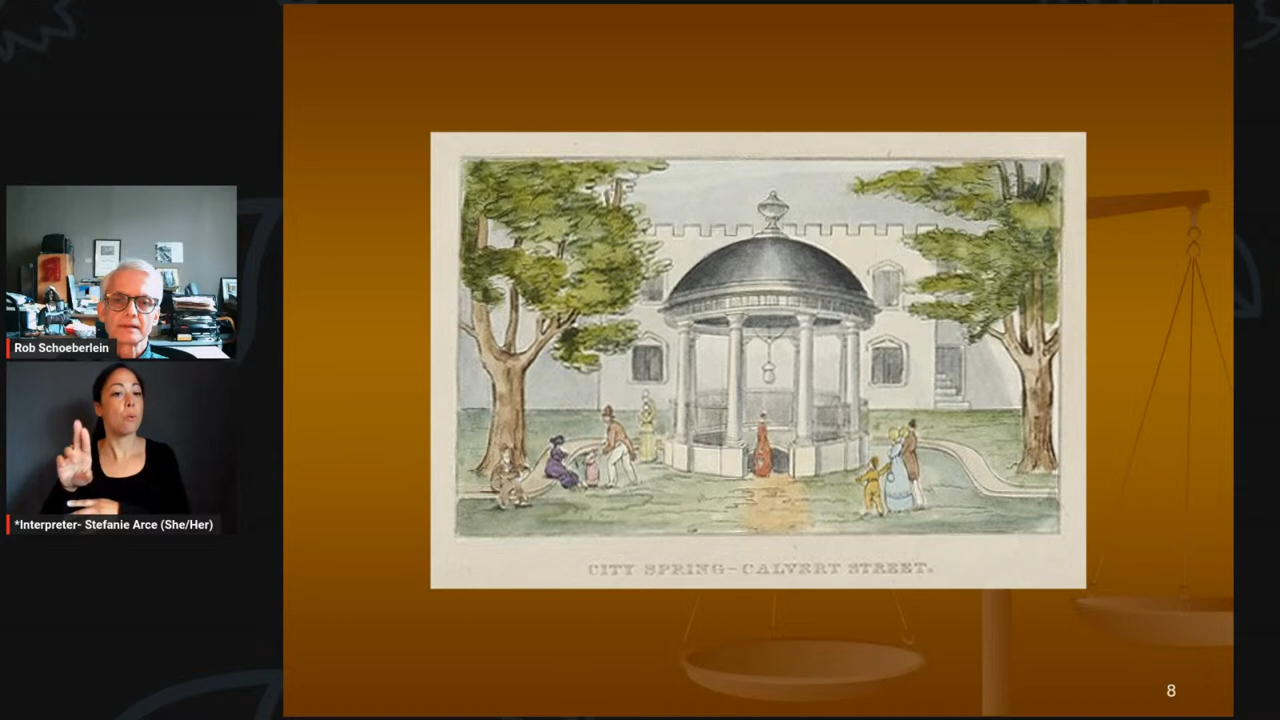 Rob Schoeberlein
*Interpreter- Stefanie Arce (She/Her)
CITY SPRING-CALVERT STREET.
8